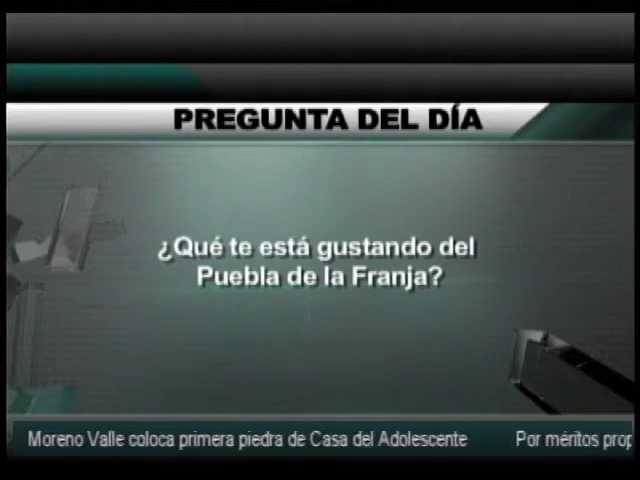 PREGUNTA DEL DÍA
¿Qué te está gustando del
Puebla de la Franja?
Moreno Valle coloca primera piedra de Casa del Adolescente Por méritos prop